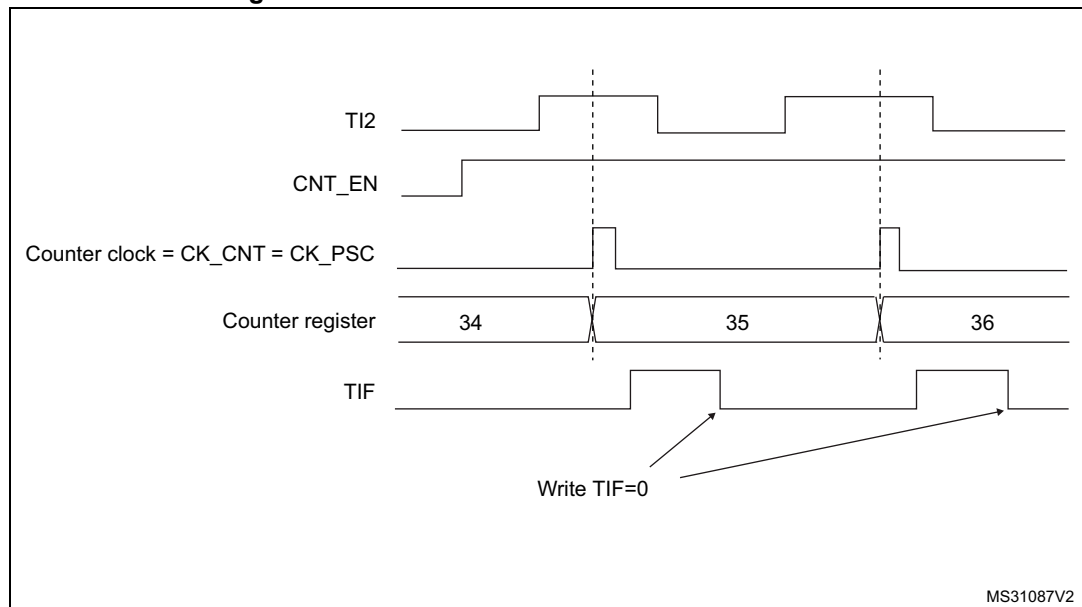 TI2
CNT_EN
Counter clock = CK_CNT = CK_PSC
Counter register
34
35
36
TIF
Write TIF=0
MS31087V2